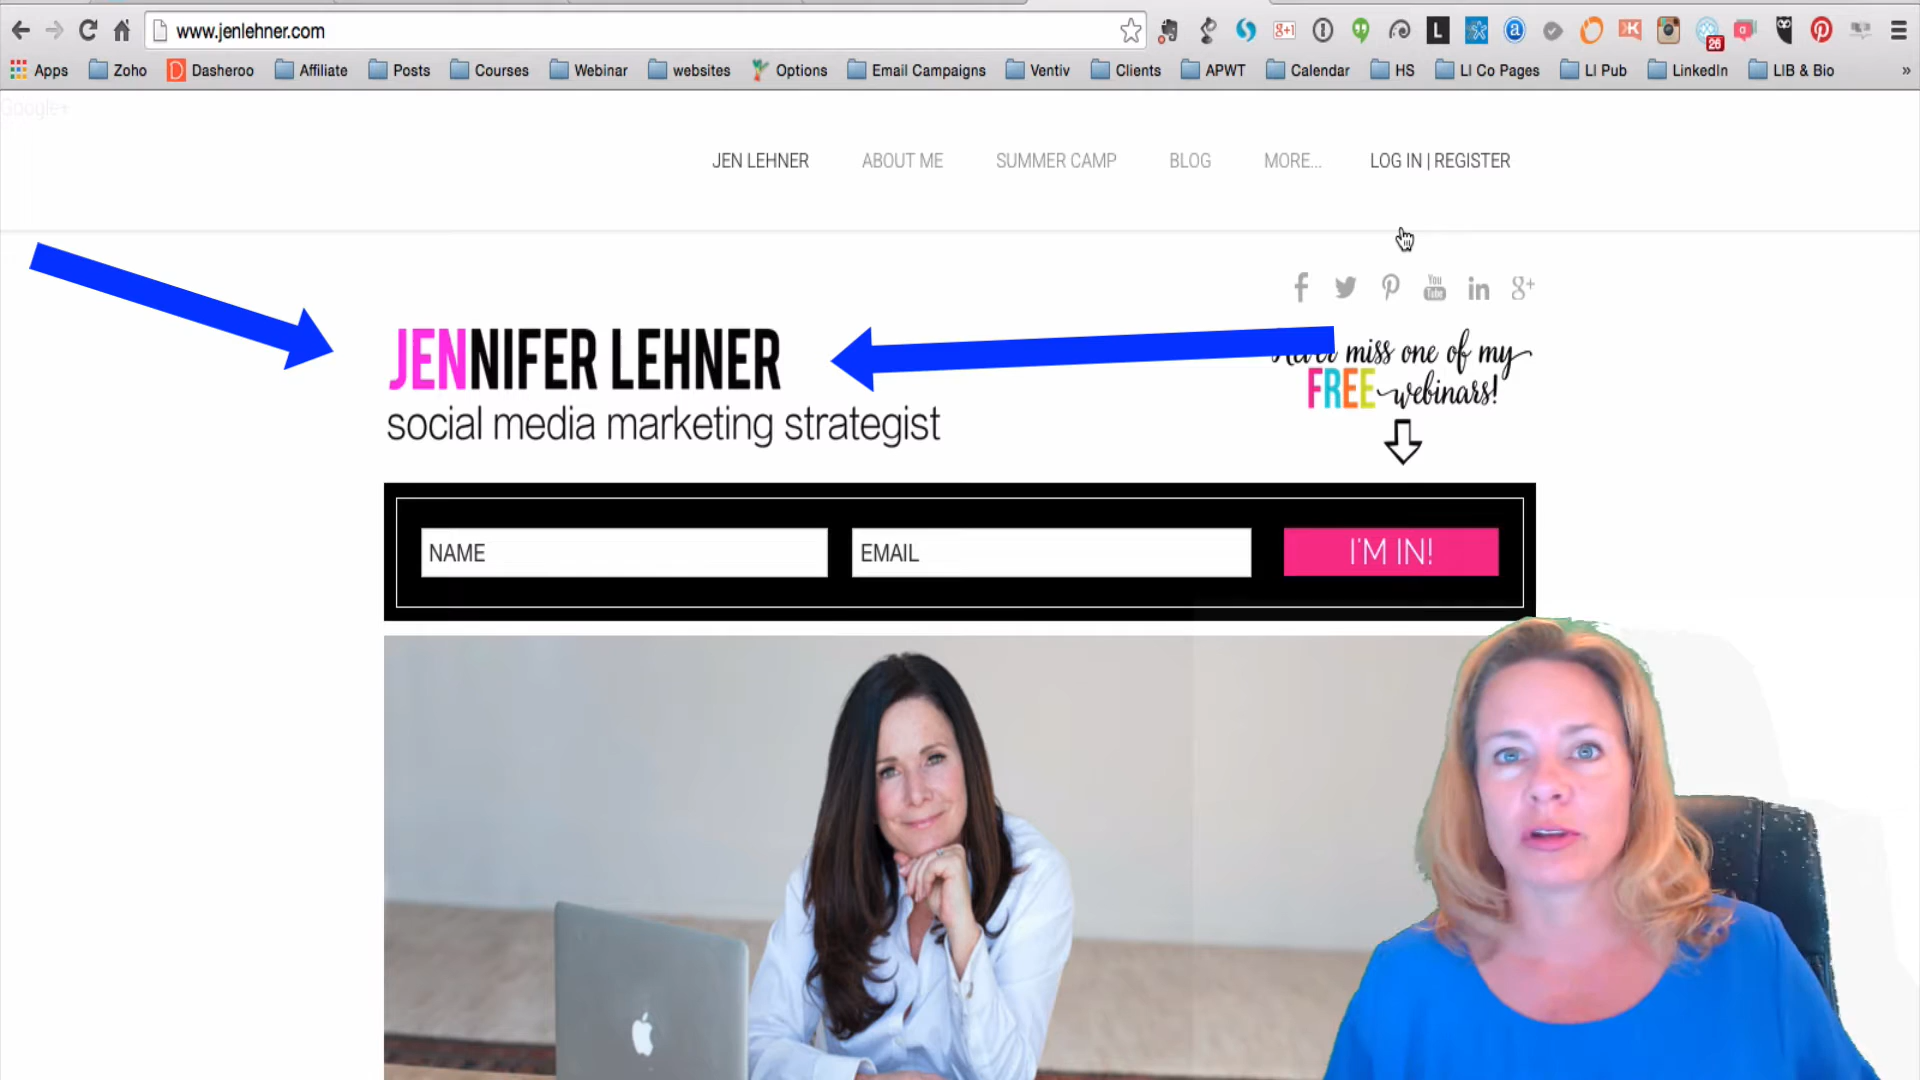 www.jenlehner.com
Apps Zoho Dasheroo Affiliate Posts Courses Webinar websites Options Email Campaigns Ventiv Clients APWT Calendar HS LI Co Pages LI Pub LinkedIn LIB & Bio »
Google+
JEN LEHNER ABOUT ME SUMMER CAMP BLOG MORE... LOG IN | REGISTER
JENNIFER LEHNER
social media marketing strategist
miss one of my
FREE webinars!
NAME EMAIL I'M IN!